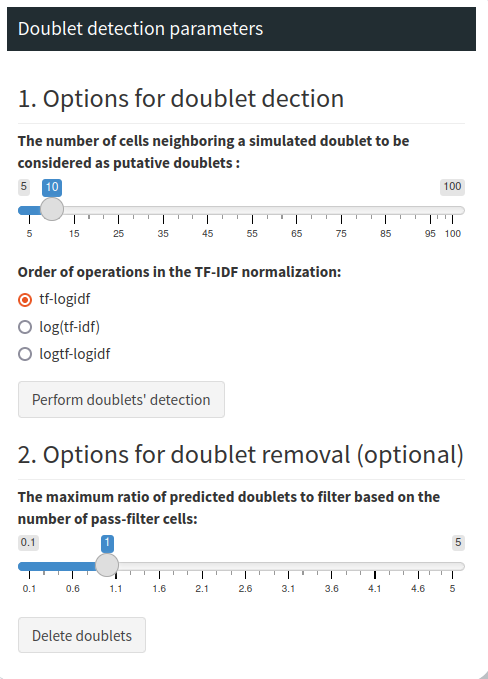 Doublet detection parameters
1. Options for doublet dection
The number of cells neighboring a simulated doublet to be
considered as putative doublets :
5 10 100
5 15 25 35 45 55 65 75 85 95 100
Order of operations in the TF-IDF normalization:
tf-logidf
log(tf-idf)
logtf-logidf
Perform doublets' detection
2. Options for doublet removal (optional)
The maximum ratio of predicted doublets to filter based on the
number of pass-filter cells:
0.1 1 5
0.1 0.6 1.1 1.6 2.1 2.6 3.1 3.6 4.1 4.6 5
Delete doublets